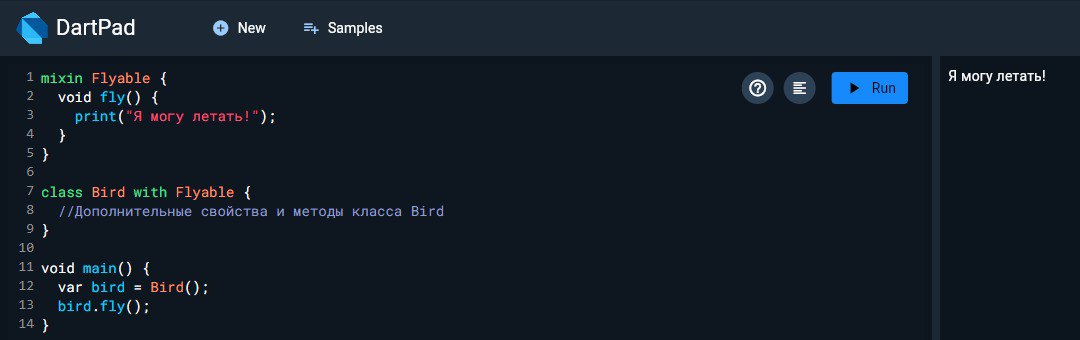 DartPad
New
Samples
1 mixin Flyable {
2   void fly() {
3     print("Я могу летать!");
4   }
5 }
6
7 class Bird with Flyable {
8   //Дополнительные свойства и методы класса Bird
9 }
10
11 void main() {
12   var bird = Bird();
13   bird.fly();
14 }
Run
Я могу летать!